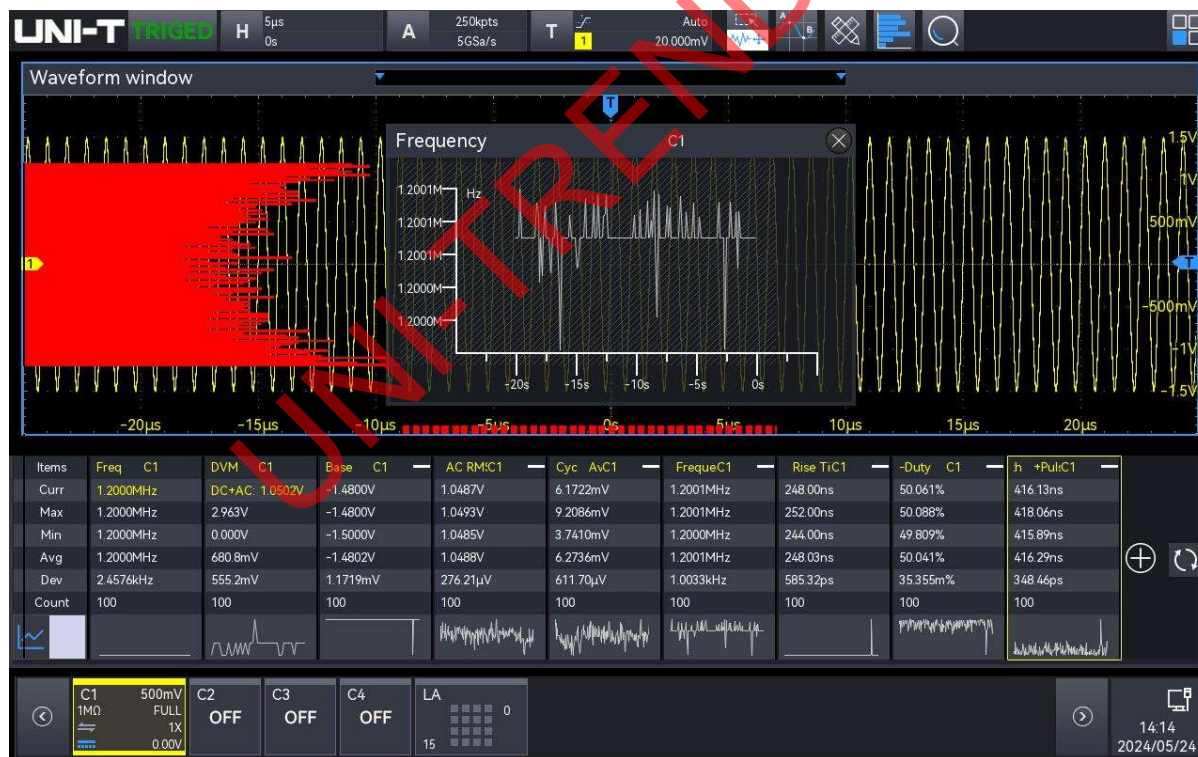 UNI-T TRIGED H 5µs 0s A 250kpts 5GSa/s T 1 Auto 20.000mV A B
Waveform window
T
Frequency C1
1.2001M Hz
1.2001M
1.2001M
1.2000M
1.2000M
-20s -15s -10s -5s 0s
1.5V
1V
500mV
1 T
-500mV
-1V
-1.5V
-20µs -15µs -10µs -5µs 0s 5µs 10µs 15µs 20µs
UNI-TREND
Items Freq C1 DVM C1 Base C1 AC RMSC1 Cyc AvC1 FrequeC1 Rise TiC1 -Duty C1 h +PulsC1
Curr 1.2000MHz DC+AC: 1.0502V -1.4800V 1.0487V 6.1722mV 1.2001MHz 248.00ns 50.061% 416.13ns
Max 1.2000MHz 2.963V -1.4800V 1.0493V 9.2086mV 1.2001MHz 252.00ns 50.088% 418.06ns
Min 1.2000MHz 0.000V -1.5000V 1.0485V 3.7410mV 1.2000MHz 244.00ns 49.809% 415.89ns
Avg 1.2000MHz 680.8mV -1.4802V 1.0488V 6.2736mV 1.2001MHz 248.03ns 50.041% 416.29ns
Dev 2.4576kHz 555.2mV 1.1719mV 276.21µV 611.70µV 1.0033kHz 585.32ps 35.355m% 348.46ps
Count 100 100 100 100 100 100 100 100 100
C1 500mV
1MΩ FULL
1X
0.00V
C2 OFF
C3 OFF
C4 OFF
LA 0
15
14:14
2024/05/24